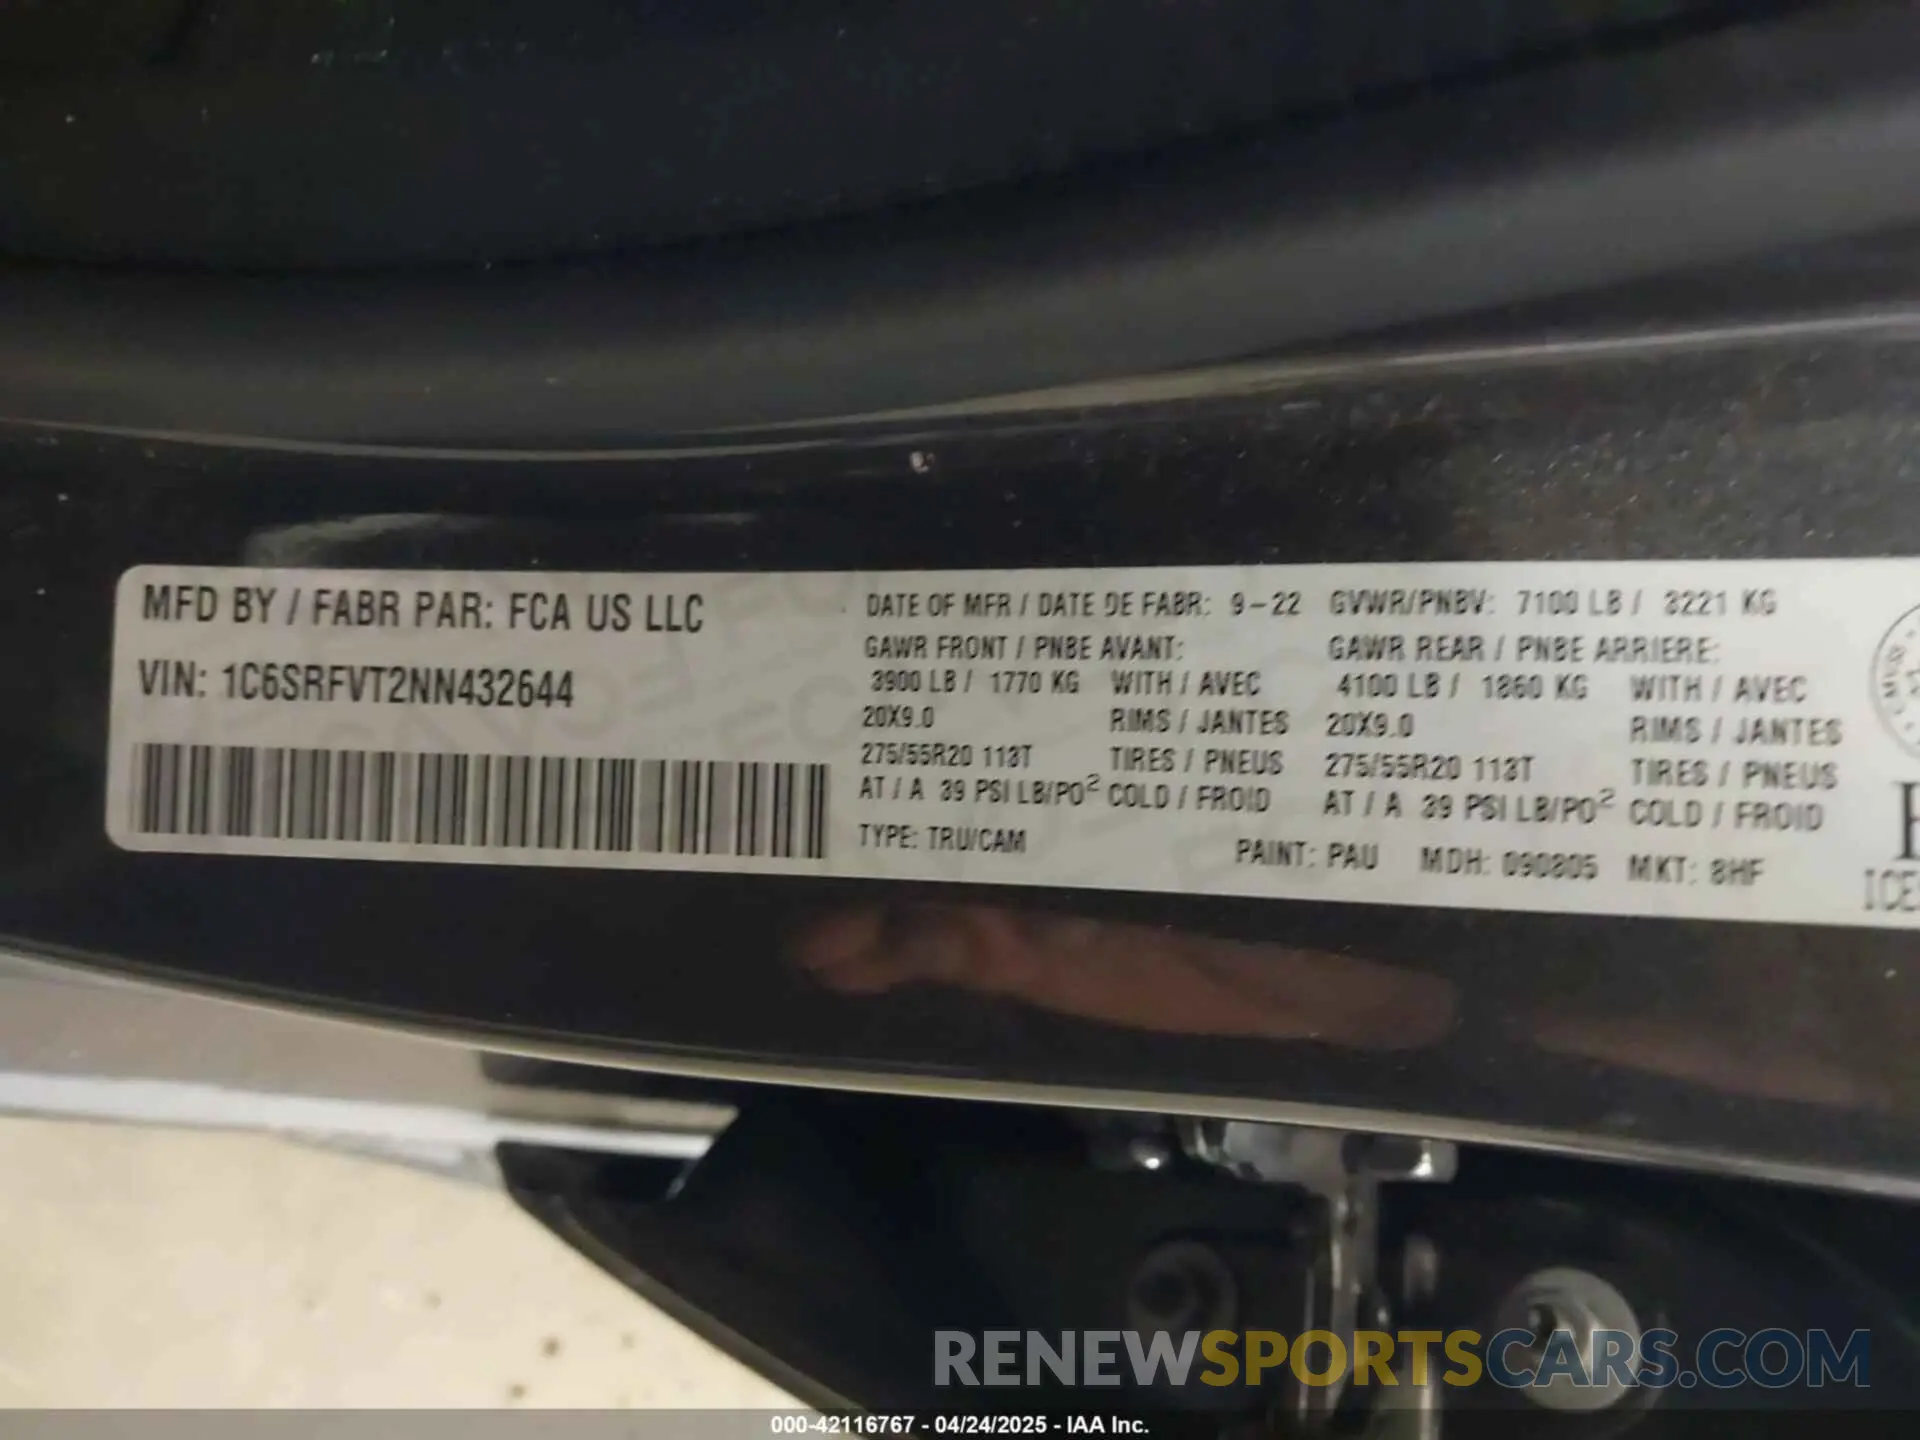 MFD BY / FABR PAR: FCA US LLC
VIN: 1C6SRFVT2NN432644
DATE OF MFR / DATE DE FABR: 9-22 GVWR/PNBV: 7100 LB / 3221 KG
GAWR FRONT / PNBE AVANT: GAWR REAR / PNBE ARRIERE:
3900 LB / 1770 KG WITH / AVEC 4100 LB / 1860 KG WITH / AVEC
20X9.0 RIMS / JANTES 20X9.0 RIMS / JANTES
275/55R20 113T TIRES / PNEUS 275/55R20 113T TIRES / PNEUS
AT / A 39 PSI LB/PO² COLD / FROID AT / A 39 PSI LB/PO² COLD / FROID
TYPE: TRU/CAM PAINT: PAU MDH: 090805 MKT: 8HF
ICE
RENEWSPORTSCARS.COM
000-42116767 - 04/24/2025 - IAA Inc.